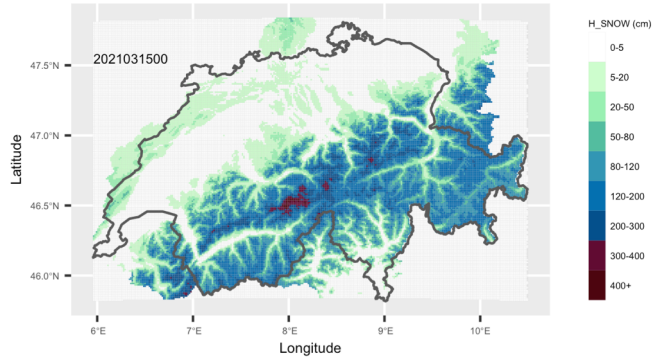 H_SNOW (cm)
0-5
5-20
20-50
50-80
80-120
120-200
200-300
300-400
400+
2021031500
Latitude
47.5°N
47.0°N
46.5°N
46.0°N
6°E 7°E 8°E 9°E 10°E
Longitude